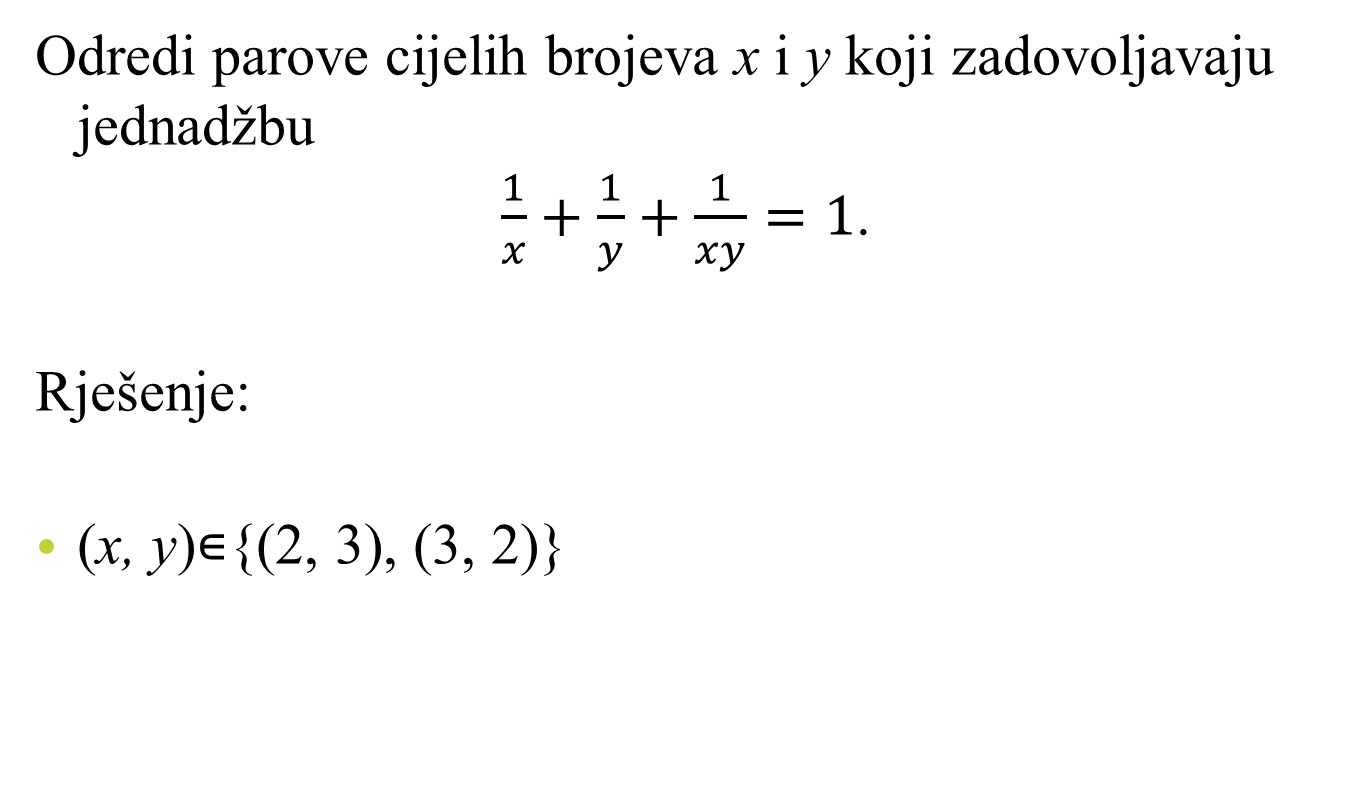 Odredi parove cijelih brojeva x i y koji zadovoljavaju
jednadžbu
1/x + 1/y + 1/xy = 1.
Rješenje:
• (x, y)∈{(2, 3), (3, 2)}